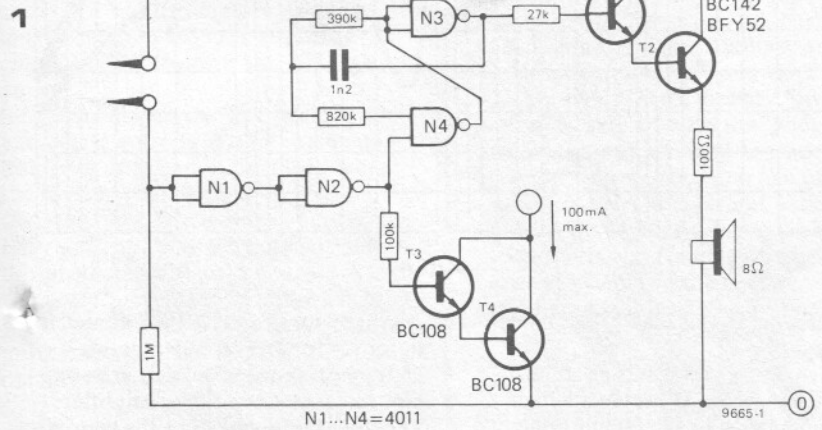 1
BC142
BFY52
390k
N3
27k
T2
1n2
820k
N4
100Ω
N1
N2
100mA
max.
100k
T3
8Ω
T4
BC108
1M
BC108
9665-1
0
N1...N4=4011